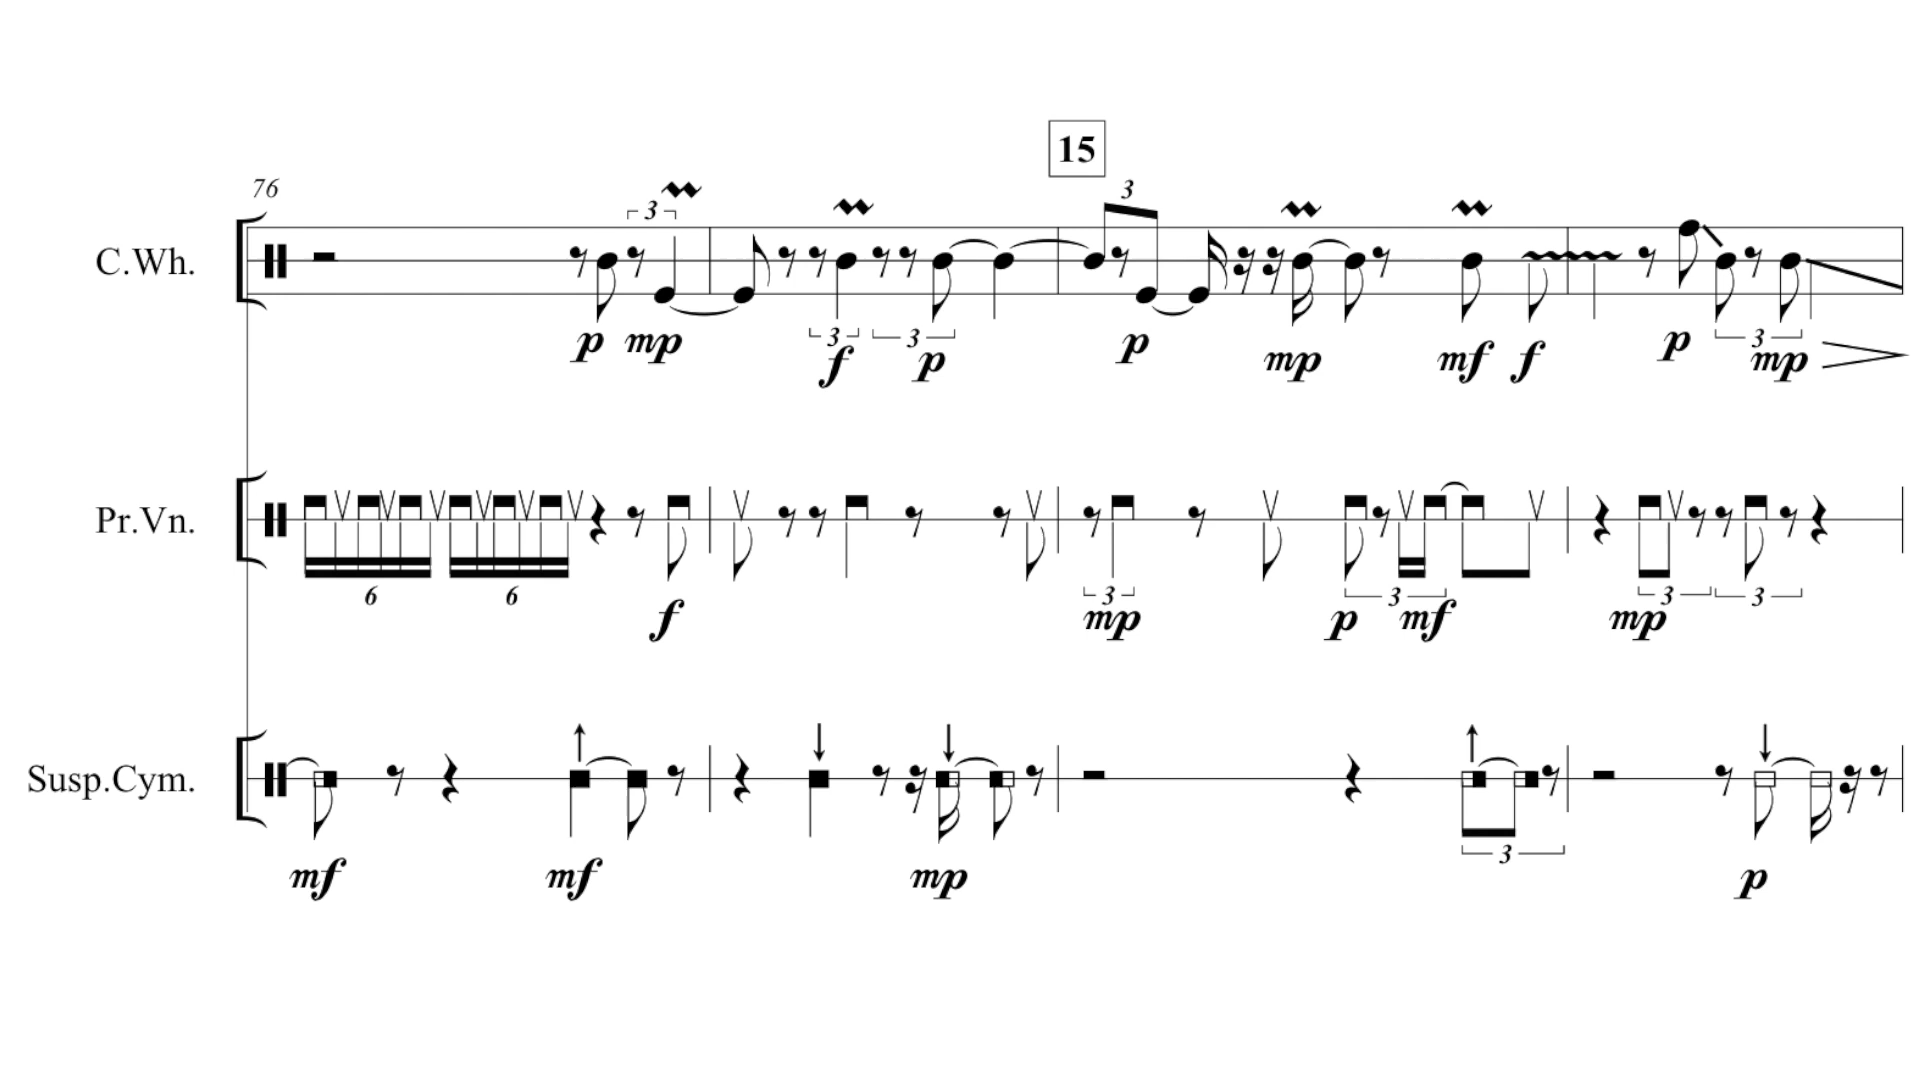 15
76
3
3
C.Wh.
3
3
3
p mp f p p mp mf f p mp
Pr.Vn.
6 6 3 3 3 3
f mp p mf mp
Susp.Cym.
3
mf mf mp p